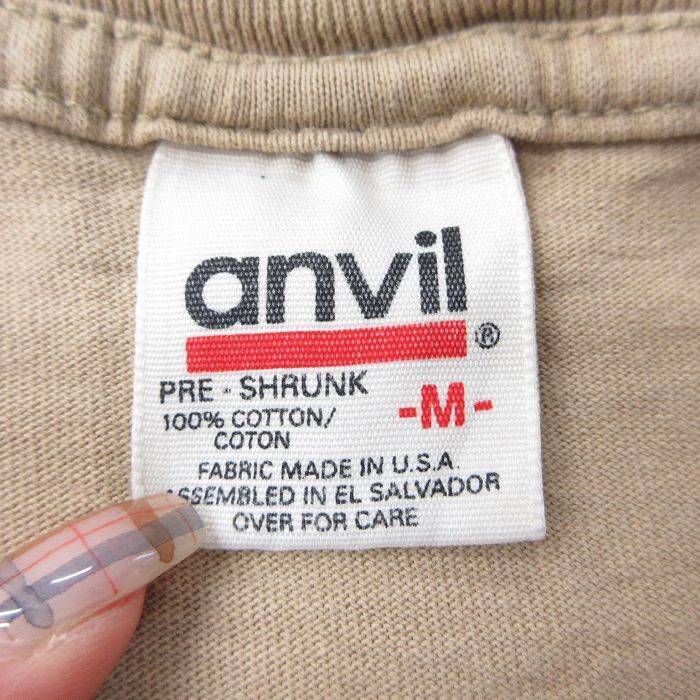 anvil
®
PRE - SHRUNK
-M-
100% COTTON/
COTON
FABRIC MADE IN U.S.A.
ASSEMBLED IN EL SALVADOR
OVER FOR CARE